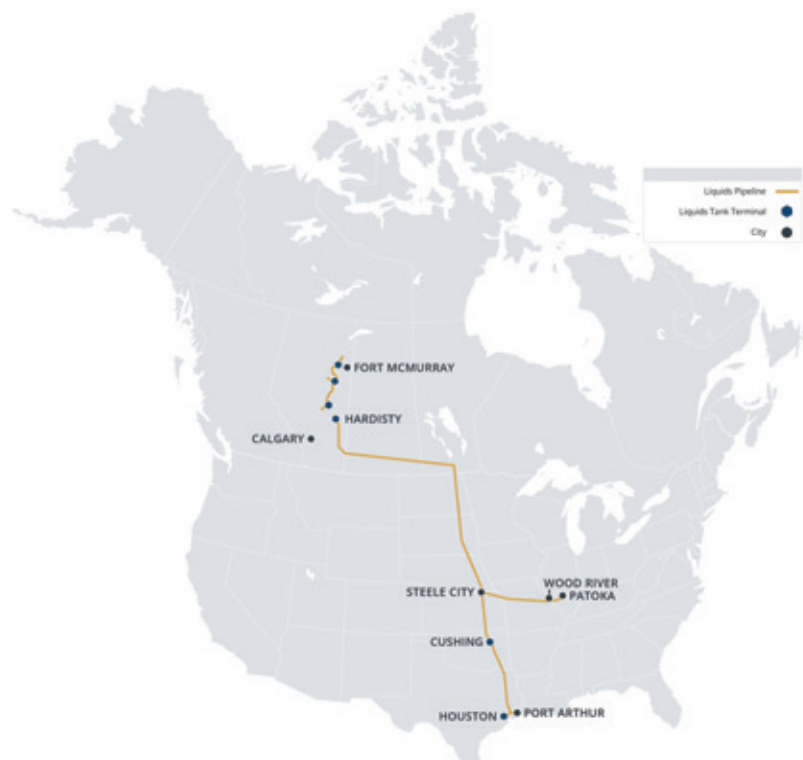 Liquids Pipeline
Liquids Tank Terminal
City
FORT MCMURRAY
HARDISTY
CALGARY
WOOD RIVER
STEELE CITY
PATOKA
CUSHING
HOUSTON
PORT ARTHUR